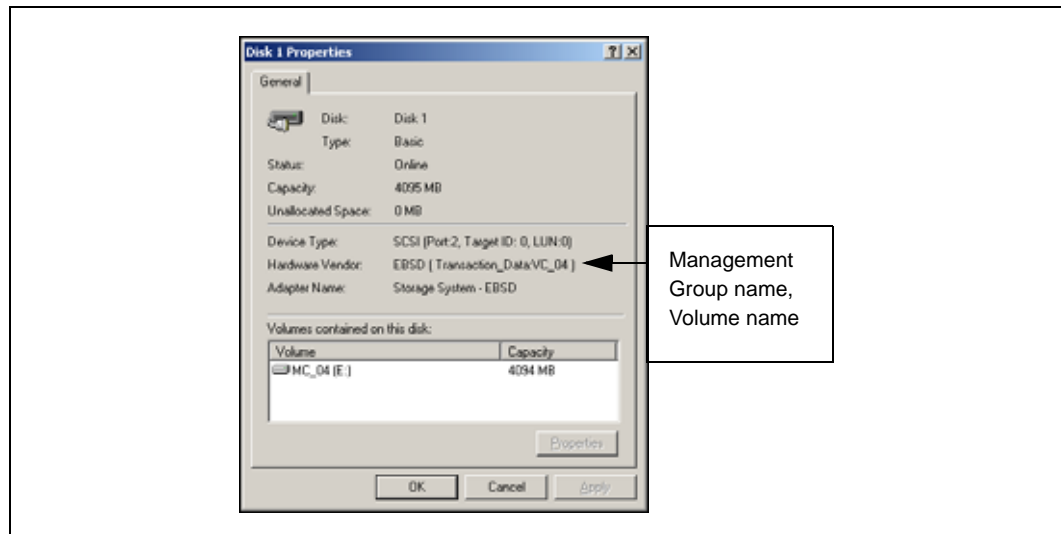 Disk 1 Properties
General
Disk: Disk 1
Type: Basic
Status: Online
Capacity: 4095 MB
Unallocated Space: 0 MB
Device Type: SCSI (Port:2, Target ID: 0, LUN:0)
Hardware Vendor: EBSD ( Transaction_Data:VC_04 )
Adapter Name: Storage System - EBSD
Volumes contained on this disk:
Volume Capacity
MC_04 (E:) 4094 MB
Properties
OK Cancel Apply
Management
Group name,
Volume name